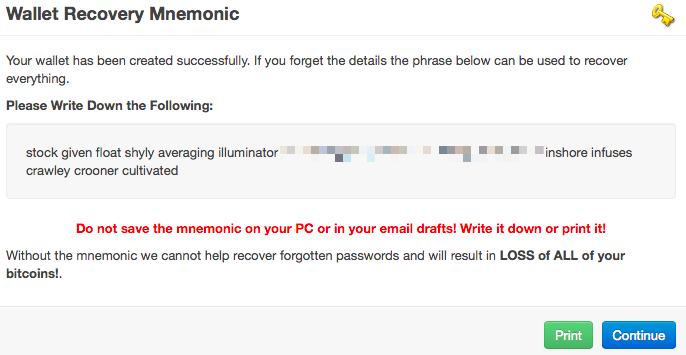 Wallet Recovery Mnemonic
Your wallet has been created successfully. If you forget the details the phrase below can be used to recover
everything.
Please Write Down the Following:
stock given float shyly averaging illuminator inshore infuses
crawley crooner cultivated
Do not save the mnemonic on your PC or in your email drafts! Write it down or print it!
Without the mnemonic we cannot help recover forgotten passwords and will result in LOSS of ALL of your
bitcoins!.
Print Continue